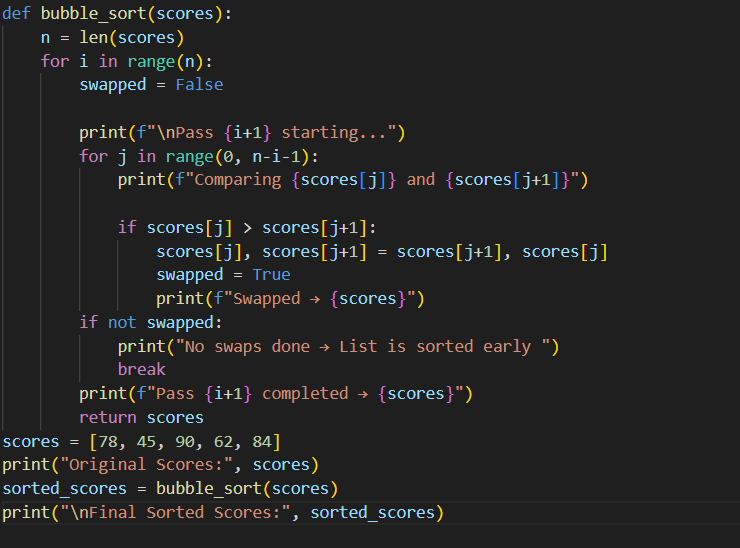 def bubble_sort(scores):
    n = len(scores)
    for i in range(n):
        swapped = False

        print(f"\nPass {i+1} starting...")
        for j in range(0, n-i-1):
            print(f"Comparing {scores[j]} and {scores[j+1]}")

            if scores[j] > scores[j+1]:
                scores[j], scores[j+1] = scores[j+1], scores[j]
                swapped = True
                print(f"Swapped → {scores}")
        if not swapped:
            print("No swaps done → List is sorted early ")
            break
        print(f"Pass {i+1} completed → {scores}")
        return scores
scores = [78, 45, 90, 62, 84]
print("Original Scores:", scores)
sorted_scores = bubble_sort(scores)
print("\nFinal Sorted Scores:", sorted_scores)